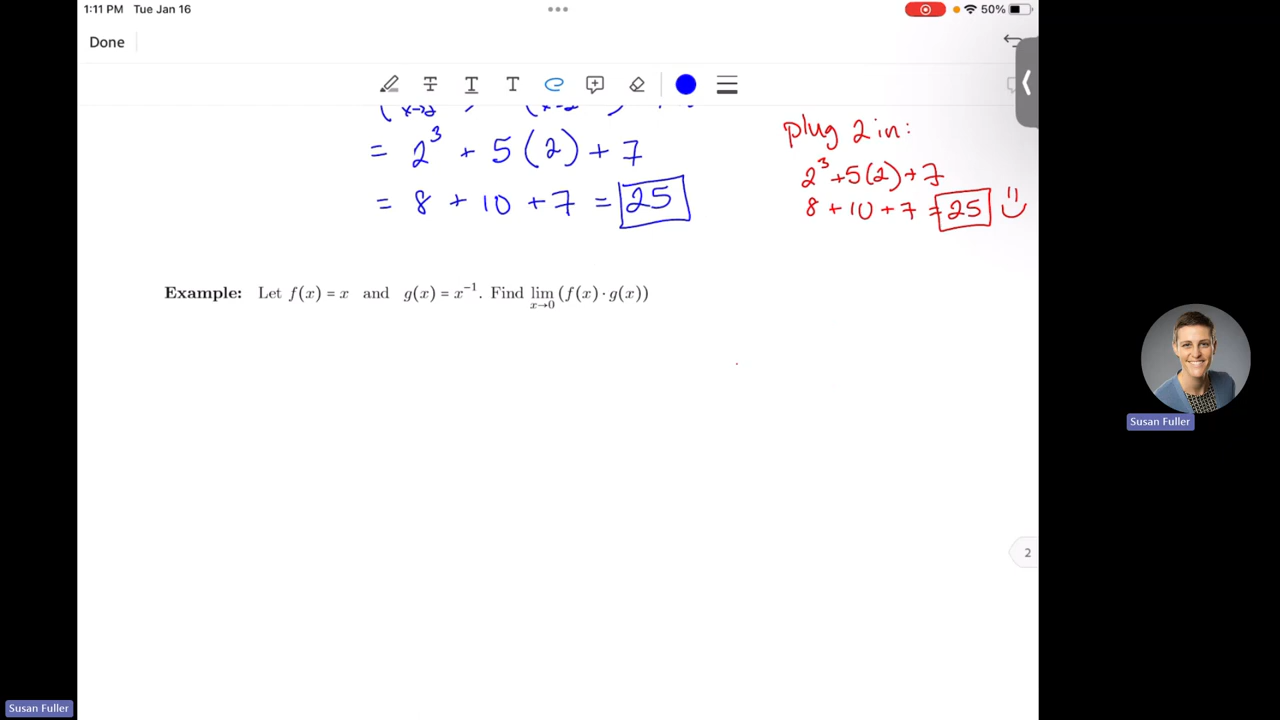 1:11 PM Tue Jan 16
50%
Done
T T T
x→2 x→2
= 2³ + 5(2) + 7
= 8 + 10 + 7 = 25
plug 2 in:
2³ + 5(2) + 7
8 + 10 + 7 = 25
Example: Let f(x) = x and g(x) = x⁻¹. Find lim x→0 (f(x) · g(x))
2
Susan Fuller
Susan Fuller